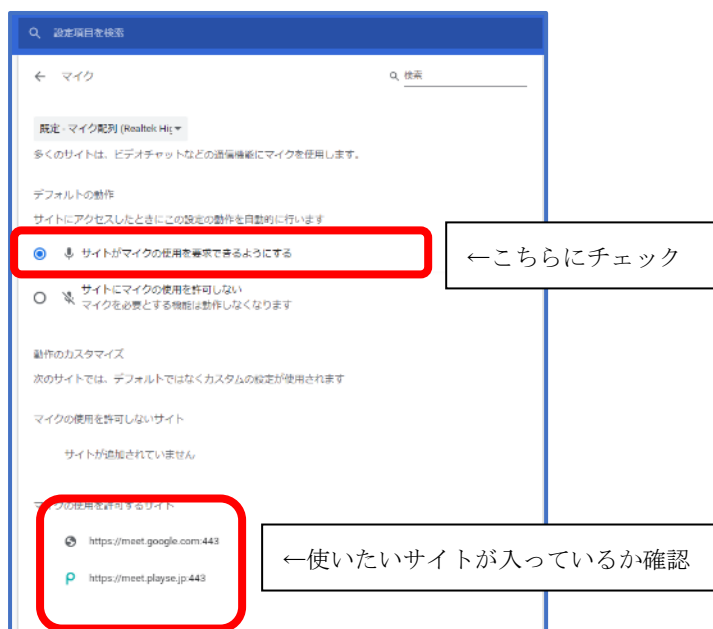 設定項目を検索
← マイク
検索
既定 - マイク配列 (Realtek Hig
多くのサイトは、ビデオチャットなどの通信機能にマイクを使用します。
デフォルトの動作
サイトにアクセスしたときにこの設定の動作を自動的に行います
サイトがマイクの使用を要求できるようにする
←こちらにチェック
サイトにマイクの使用を許可しない
マイクを必要とする機能は動作しなくなります
動作のカスタマイズ
次のサイトでは、デフォルトではなくカスタムの設定が使用されます
マイクの使用を許可しないサイト
サイトが追加されていません
マイクの使用を許可するサイト
https://meet.google.com:443
←使いたいサイトが入っているか確認
https://meet.playse.jp:443